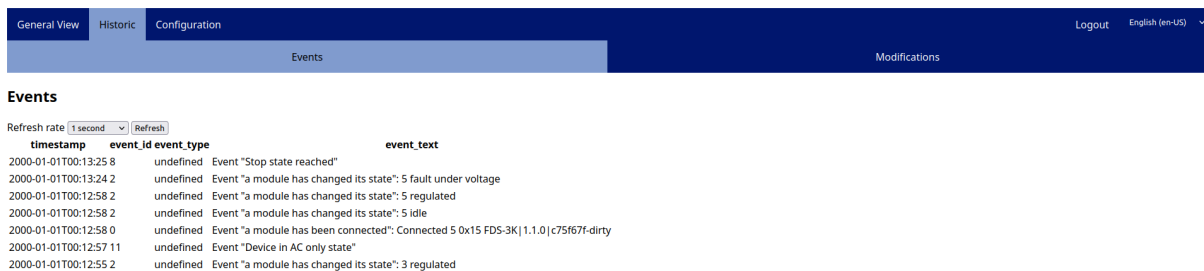 General View Historic Configuration Logout English (en-US)
Events Modifications
Events
Refresh rate 1 second Refresh
timestamp event_id event_type event_text
2000-01-01T00:13:25 8 undefined Event "Stop state reached"
2000-01-01T00:13:24 2 undefined Event "a module has changed its state": 5 fault under voltage
2000-01-01T00:12:58 2 undefined Event "a module has changed its state": 5 regulated
2000-01-01T00:12:58 2 undefined Event "a module has changed its state": 5 idle
2000-01-01T00:12:58 0 undefined Event "a module has been connected": Connected 5 0x15 FDS-3K|1.1.0|c75f67f-dirty
2000-01-01T00:12:57 11 undefined Event "Device in AC only state"
2000-01-01T00:12:55 2 undefined Event "a module has changed its state": 3 regulated